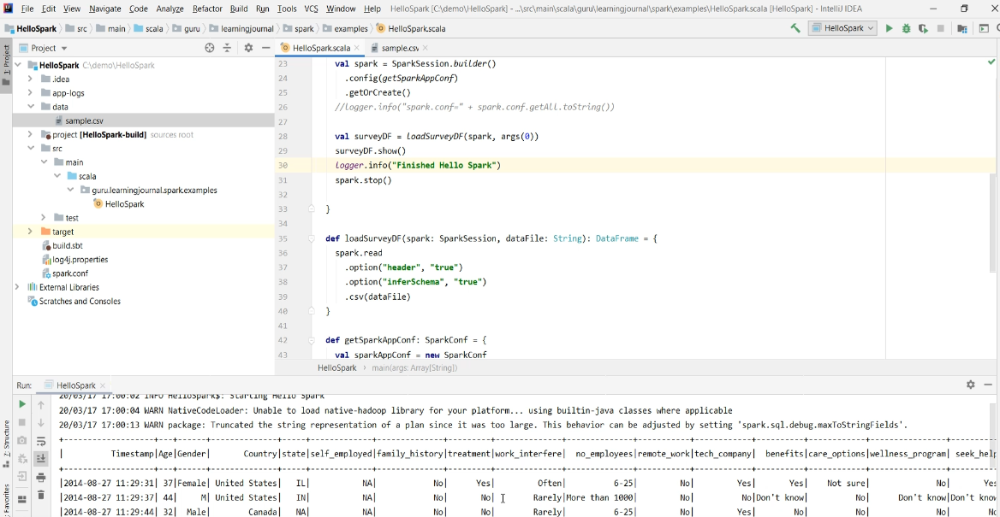 File Edit View Navigate Code Analyze Refactor Build Run Tools VCS Window Help HelloSpark [C:\demo\HelloSpark] - ...\src\main\scala\guru\learningjournal\spark\examples\HelloSpark.scala [HelloSpark] - IntelliJ IDEA
HelloSpark src main scala guru learningjournal spark examples HelloSpark.scala HelloSpark
1: Project
Project
HelloSpark.scala sample.csv
HelloSpark C:\demo\HelloSpark
.idea
app-logs
data
sample.csv
project [HelloSpark-build] sources root
src
main
scala
guru.learningjournal.spark.examples
HelloSpark
test
target
build.sbt
log4j.properties
spark.conf
External Libraries
Scratches and Consoles
23 val spark = SparkSession.builder()
24 .config(getSparkAppConf)
25 .getOrCreate()
26 //logger.info("spark.conf=" + spark.conf.getAll.toString())
27
28 val surveyDF = loadSurveyDF(spark, args(0))
29 surveyDF.show()
30 logger.info("Finished Hello Spark")
31 spark.stop()
32
33 }
34
35 def loadSurveyDF(spark: SparkSession, dataFile: String): DataFrame = {
36 spark.read
37 .option("header", "true")
38 .option("inferSchema", "true")
39 .csv(dataFile)
40 }
41
42 def getSparkAppConf: SparkConf = {
43 val sparkAppConf = new SparkConf
HelloSpark › main(args: Array[String])
Run: HelloSpark
7: Structure
Favorites
20/03/17 17:00:02 INFO HelloSpark$: Starting Hello Spark
20/03/17 17:00:04 WARN NativeCodeLoader: Unable to load native-hadoop library for your platform... using builtin-java classes where applicable
20/03/17 17:00:13 WARN package: Truncated the string representation of a plan since it was too large. This behavior can be adjusted by setting 'spark.sql.debug.maxToStringFields'.
| Timestamp|Age|Gender| Country|state|self_employed|family_history|treatment|work_interfere| no_employees|remote_work|tech_company| benefits|care_options|wellness_program| seek_help
|2014-08-27 11:29:31| 37|Female| United States| IL| NA| No| Yes| Often| 6-25| No| Yes| Yes| Not sure| No| Yes
|2014-08-27 11:29:37| 44| M| United States| IN| NA| No| No| Rarely|More than 1000| No| No|Don't know| No| Don't know|Don't kno
|2014-08-27 11:29:44| 32| Male| Canada| NA| NA| No| No| Rarely| 6-25| No| Yes| No| No| No| No